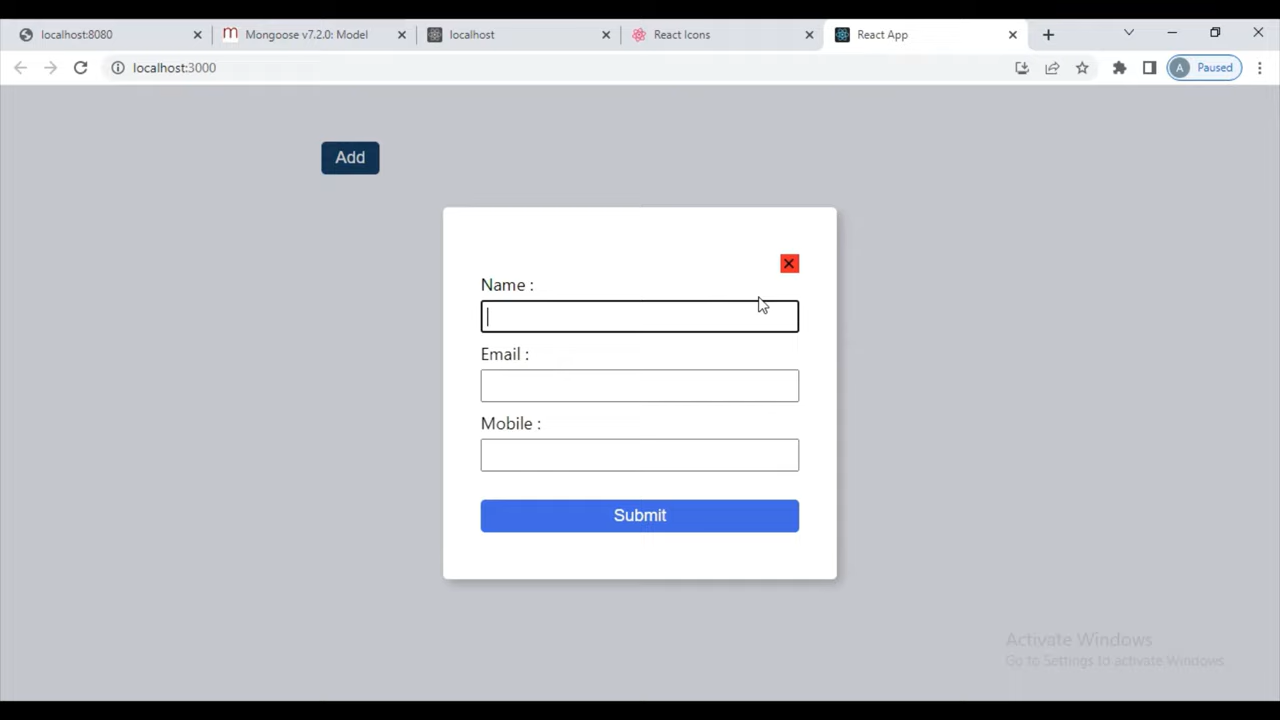 localhost:8080
m Mongoose v7.2.0: Model
localhost
React Icons
React App
localhost:3000
A Paused
Add
Name :
Email :
Mobile :
Submit
Activate Windows
Go to Settings to activate Windows.